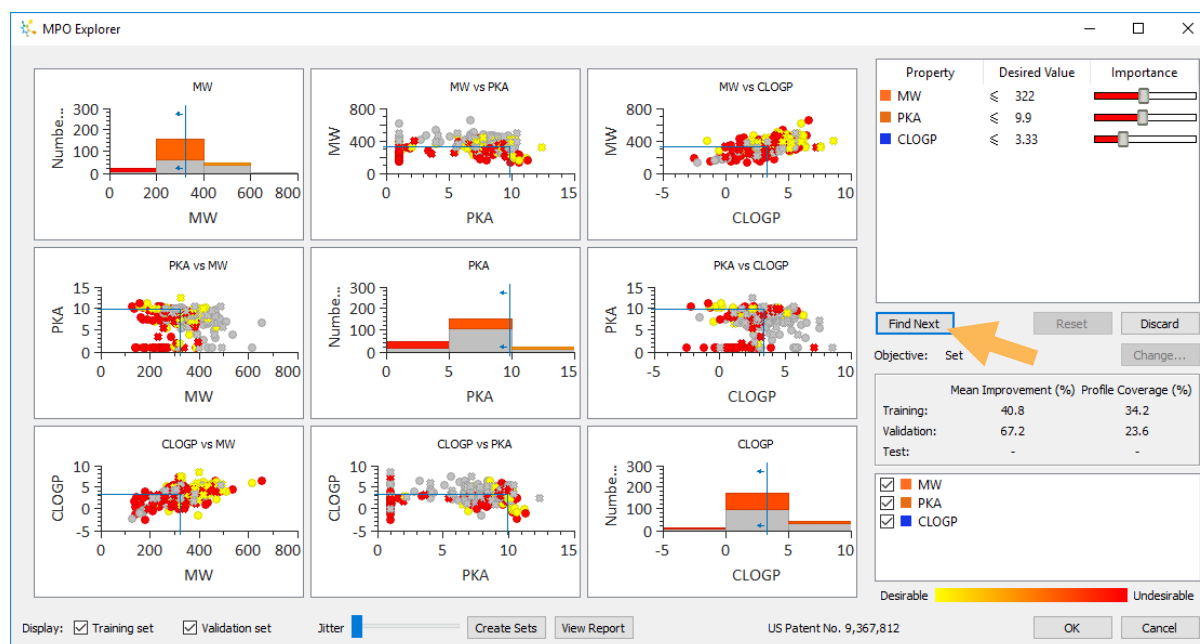 MPO Explorer
MW
Numbe...
300
200
100
0
0 200 400 600 800
MW
MW vs PKA
MW
800
400
0
0 5 10 15
PKA
MW vs CLOGP
MW
800
400
0
-5 0 5 10
CLOGP
PKA vs MW
PKA
15
10
5
0
0 200 400 600 800
MW
PKA
Numbe...
300
200
100
0
0 5 10 15
PKA
PKA vs CLOGP
PKA
15
10
5
0
-5 0 5 10
CLOGP
CLOGP vs MW
CLOGP
10
5
0
-5
0 200 400 600 800
MW
CLOGP vs PKA
CLOGP
10
5
0
-5
0 5 10 15
PKA
CLOGP
Numbe...
300
200
100
0
-5 0 5 10
CLOGP
Property Desired Value Importance
MW ⩽ 322
PKA ⩽ 9.9
CLOGP ⩽ 3.33
Find Next Reset Discard
Objective: Set Change...
Mean Improvement (%) Profile Coverage (%)
Training: 40.8 34.2
Validation: 67.2 23.6
Test: - -
MW
PKA
CLOGP
Desirable Undesirable
Display: Training set Validation set Jitter Create Sets View Report US Patent No. 9,367,812 OK Cancel